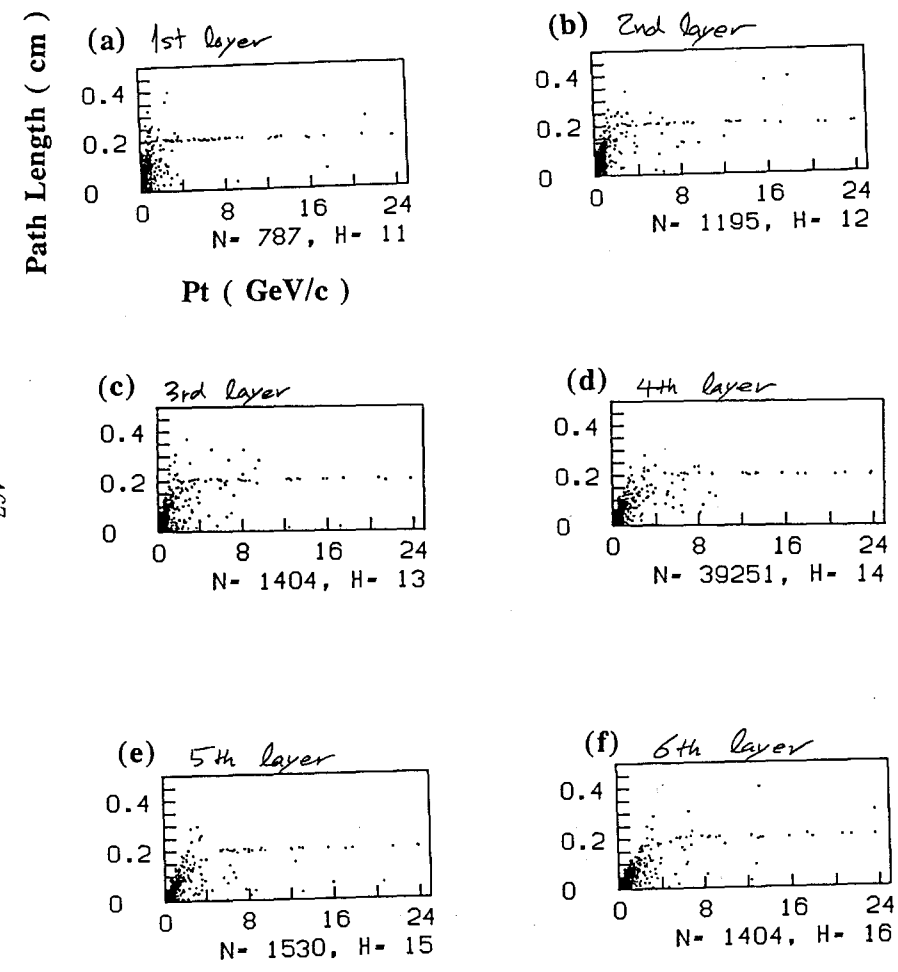 Path Length ( cm )
(a) 1st layer
0.4
0.2
0
0 8 16 24
N- 787, H- 11
Pt ( GeV/c )
(b) 2nd layer
0.4
0.2
0
0 8 16 24
N- 1195, H- 12
(c) 3rd layer
0.4
0.2
0
0 8 16 24
N- 1404, H- 13
(d) 4th layer
0.4
0.2
0
0 8 16 24
N- 39251, H- 14
(e) 5th layer
0.4
0.2
0
0 8 16 24
N- 1530, H- 15
(f) 6th layer
0.4
0.2
0
0 8 16 24
N- 1404, H- 16